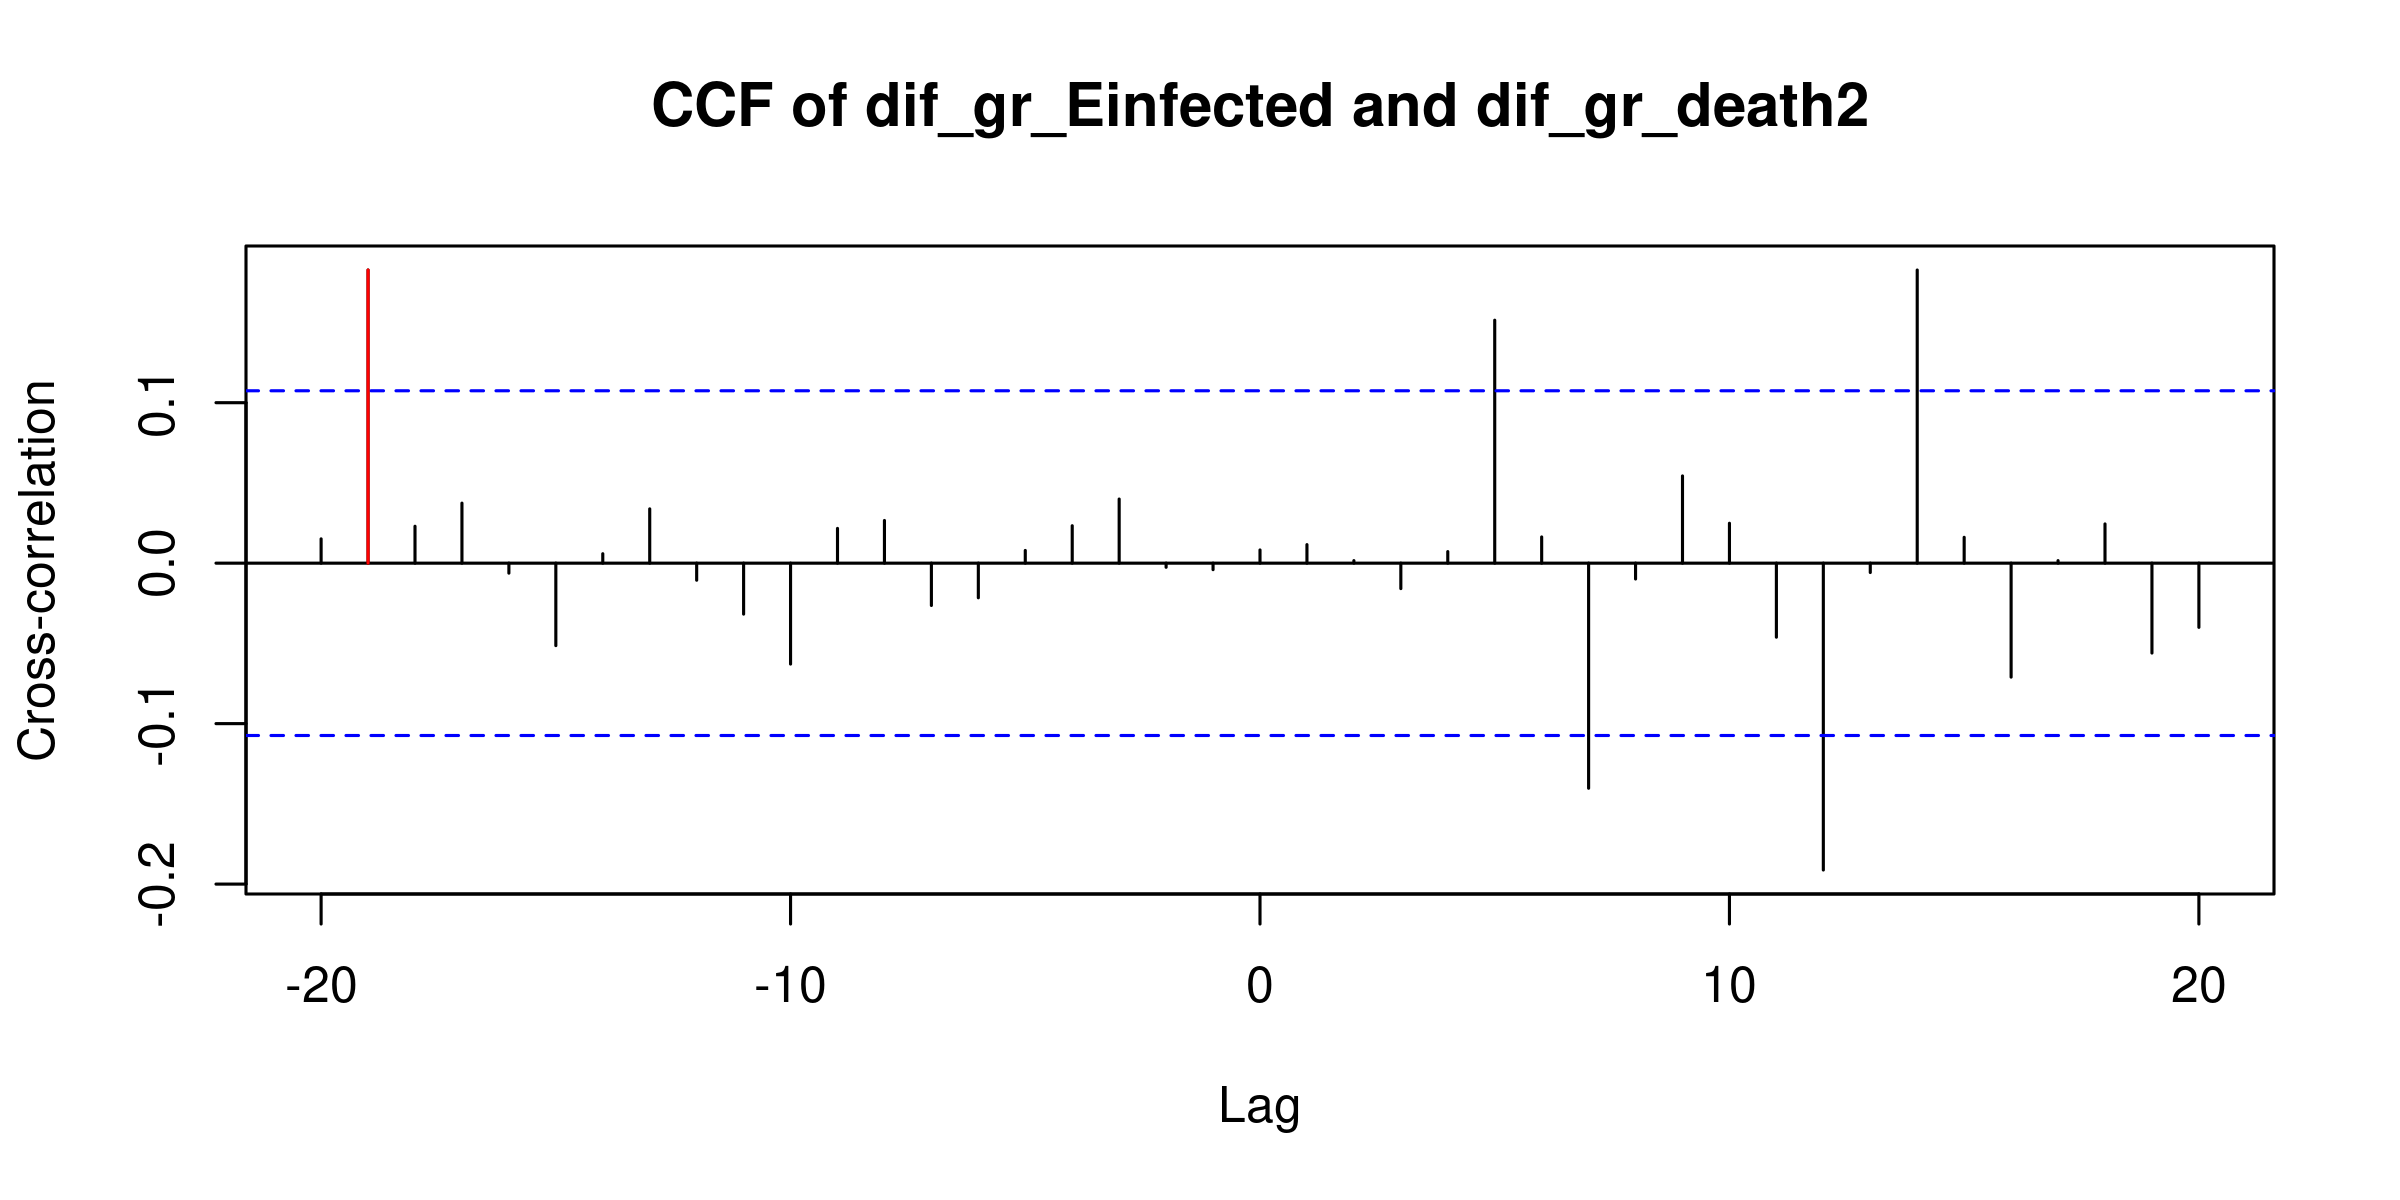 CCF of dif_gr_Einfected and dif_gr_death2
Cross-correlation
0.1
0.0
-0.1
-0.2
-20 -10 0 10 20
Lag